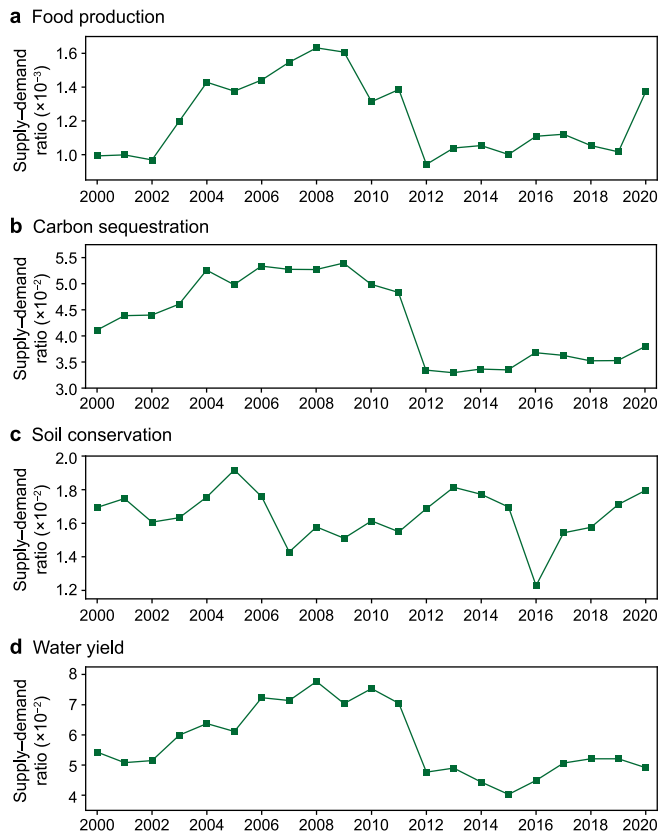 a Food production
Supply–demand
ratio (×10⁻³)
1.6
1.4
1.2
1.0
2000 2002 2004 2006 2008 2010 2012 2014 2016 2018 2020
b Carbon sequestration
Supply–demand
ratio (×10⁻²)
5.5
5.0
4.5
4.0
3.5
3.0
2000 2002 2004 2006 2008 2010 2012 2014 2016 2018 2020
c Soil conservation
Supply–demand
ratio (×10⁻²)
2.0
1.8
1.6
1.4
1.2
2000 2002 2004 2006 2008 2010 2012 2014 2016 2018 2020
d Water yield
Supply–demand
ratio (×10⁻²)
8
7
6
5
4
2000 2002 2004 2006 2008 2010 2012 2014 2016 2018 2020